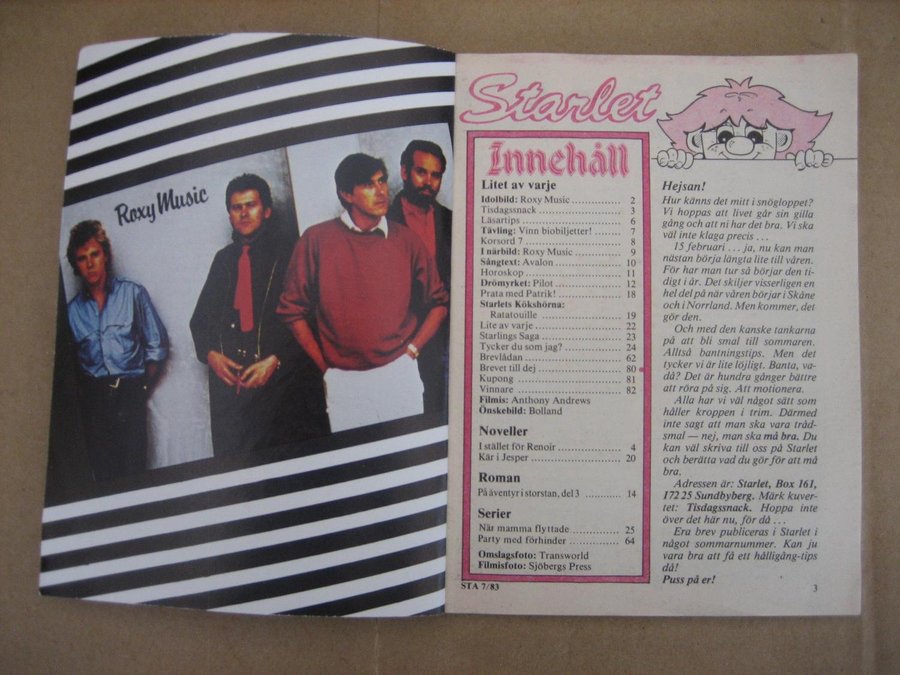 Roxy Music
Starlet
Innehåll
Litet av varje
Idolbild: Roxy Music 2
Tisdagssnack 3
Läsartips 6
Tävling: Vinn biobiljetter! 7
Korsord 7 8
I närbild: Roxy Music 9
Sångtext: Avalon 10
Horoskop 11
Drömyrket: Pilot 12
Prata med Patrik! 18
Starlets Kökshörna:
Ratatouille 19
Lite av varje 22
Starlings Saga 23
Tycker du som jag? 24
Brevlådan 62
Brevet till dej 80
Kupong 81
Vinnare 82
Filmis: Anthony Andrews
Önskebild: Bolland
Noveller
I stället för Renoir 4
Kär i Jesper 20
Roman
På äventyr i storstan, del 3 14
Serier
När mamma flyttade 25
Party med förhinder 64
Omslagsfoto: Transworld
Filmisfoto: Sjöbergs Press
STA 7/83
Hejsan!
Hur känns det mitt i snögloppet?
Vi hoppas att livet går sin gilla
gång och att ni har det bra. Vi ska
väl inte klaga precis ...
15 februari ... ja, nu kan man
nästan börja längta lite till våren.
För har man tur så börjar den ti-
digt i år. Det skiljer visserligen en
hel del på när våren börjar i Skåne
och i Norrland. Men kommer, det
gör den.
Och med den kanske tankarna
på att bli smal till sommaren.
Alltså bantningstips. Men det
tycker vi är lite löjligt. Banta, va-
då? Det är hundra gånger bättre
att röra på sig. Att motionera.
Alla har vi väl något sätt som
håller kroppen i trim. Därmed
inte sagt att man ska vara tråd-
smal — nej, man ska må bra. Du
kan väl skriva till oss på Starlet
och berätta vad du gör för att må
bra.
Adressen är: Starlet, Box 161,
172 25 Sundbyberg. Märk kuver-
tet: Tisdagssnack. Hoppa inte
över det här nu, för då ...
Era brev publiceras i Starlet i
något sommarnummer. Kan ju
vara bra att få ett hålligång-tips
då!
Puss på er!
3